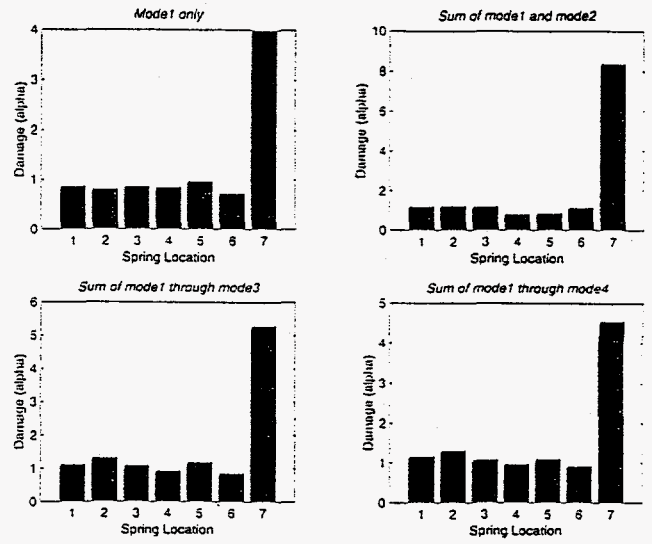 Mode1 only
4
3
2
1
0
Damage (alpha)
1 2 3 4 5 6 7
Spring Location
Sum of mode1 and mode2
10
8
6
4
2
0
Damage (alpha)
1 2 3 4 5 6 7
Spring Location
Sum of mode1 through mode3
6
5
4
3
2
1
0
Damage (alpha)
1 2 3 4 5 6 7
Spring Location
Sum of mode1 through mode4
5
4
3
2
1
0
Damage (alpha)
1 2 3 4 5 6 7
Spring Location